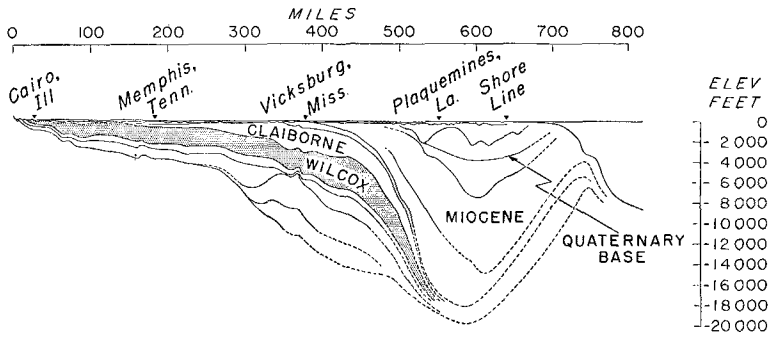 MILES
0 100 200 300 400 500 600 700 800
Cairo, Ill
Memphis, Tenn.
Vicksburg, Miss.
Plaquemines, La.
Shore Line
ELEV
FEET
CLAIBORNE
WILCOX
MIOCENE
QUATERNARY
BASE
0
-2 000
-4 000
-6 000
-8 000
-10 000
-12 000
-14 000
-16 000
-18 000
-20 000